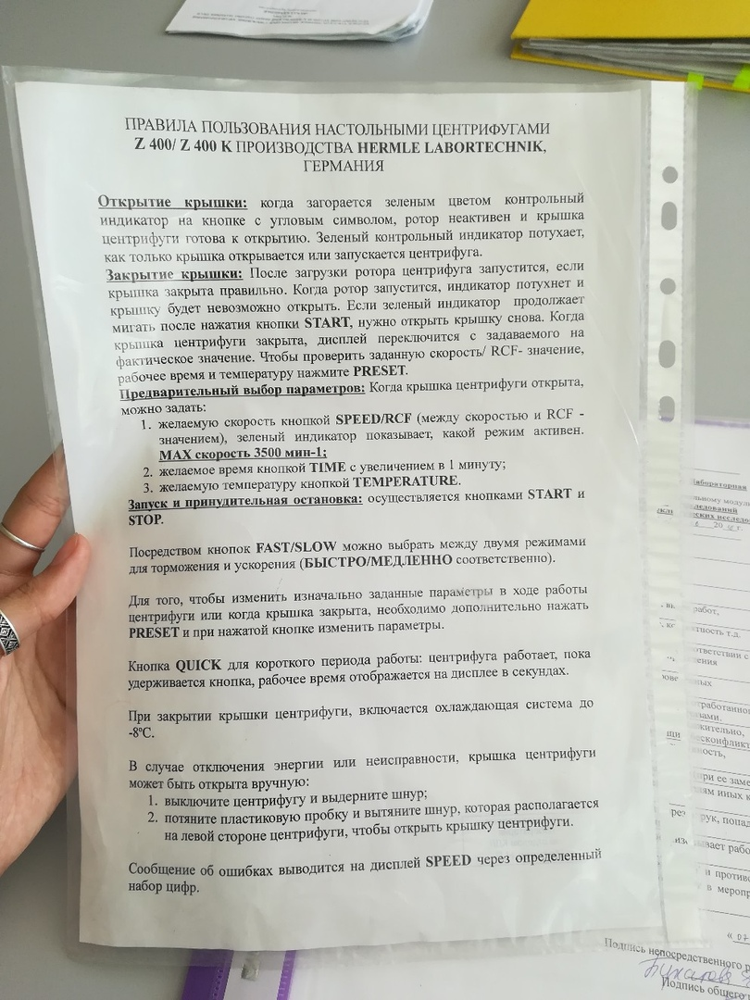 ПРАВИЛА ПОЛЬЗОВАНИЯ НАСТОЛЬНЫМИ ЦЕНТРИФУГАМИ
Z 400/ Z 400 K ПРОИЗВОДСТВА HERMLE LABORTECHNIK,
ГЕРМАНИЯ
Открытие крышки: когда загорается зеленым цветом контрольный
индикатор на кнопке с угловым символом, ротор неактивен и крышка
центрифуги готова к открытию. Зеленый контрольный индикатор потухает,
как только крышка открывается или запускается центрифуга.
Закрытие крышки: После загрузки ротора центрифуга запустится, если
крышка закрыта правильно. Когда ротор запустится, индикатор потухнет и
крышку будет невозможно открыть. Если зеленый индикатор продолжает
мигать после нажатия кнопки START, нужно открыть крышку снова. Когда
крышка центрифуги закрыта, дисплей переключится с задаваемого на
фактическое значение. Чтобы проверить заданную скорость/ RCF- значение,
рабочее время и температуру нажмите PRESET.
Предварительный выбор параметров: Когда крышка центрифуги открыта,
можно задать:
1. желаемую скорость кнопкой SPEED/RCF (между скоростью и RCF -
значением), зеленый индикатор показывает, какой режим активен.
MAX скорость 3500 мин-1;
2. желаемое время кнопкой TIME с увеличением в 1 минуту;
3. желаемую температуру кнопкой TEMPERATURE.
Запуск и принудительная остановка: осуществляется кнопками START и
STOP.
Посредством кнопок FAST/SLOW можно выбрать между двумя режимами
для торможения и ускорения (БЫСТРО/МЕДЛЕННО соответственно).
Для того, чтобы изменить изначально заданные параметры в ходе работы
центрифуги или когда крышка закрыта, необходимо дополнительно нажать
PRESET и при нажатой кнопке изменить параметры.
Кнопка QUICK для короткого периода работы: центрифуга работает, пока
удерживается кнопка, рабочее время отображается на дисплее в секундах.
При закрытии крышки центрифуги, включается охлаждающая система до
-8ºС.
В случае отключения энергии или неисправности, крышка центрифуги
может быть открыта вручную:
1. выключите центрифугу и выдерните шнур;
2. потяните пластиковую пробку и вытяните шнур, которая располагается
на левой стороне центрифуги, чтобы открыть крышку центрифуги.
Сообщение об ошибках выводится на дисплей SPEED через определенный
набор цифр.
Подпись непосредственного
Подпись общего